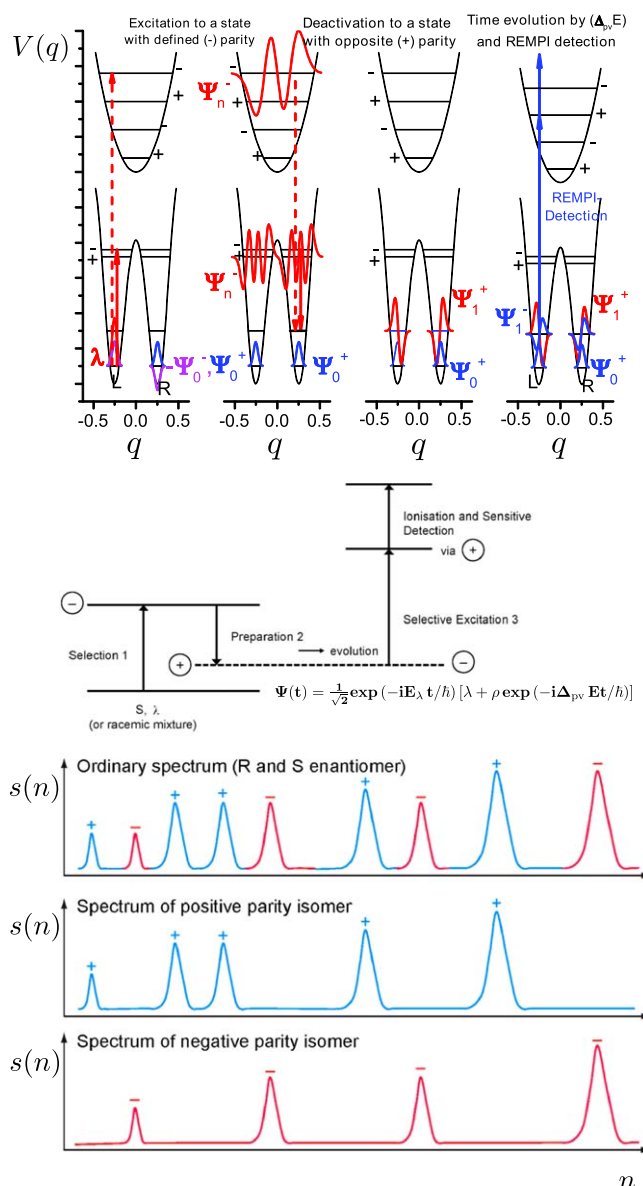 Excitation to a state
with defined (-) parity
Deactivation to a state
with opposite (+) parity
Time evolution by (Δpv E)
and REMPI detection
V(q)
-
+
-
+
Ψn-
-
+
-
+
-
+
-
+
-
+
-
+
REMPI-
Detection
-
+
Ψn-
-
+
-
+
-
+
Ψ1+
Ψ1-
Ψ1+
λ
-Ψ0-,Ψ0+
Ψ0+
Ψ0+
Ψ0+
L
R
L
R
-0.5 0.0 0.5
-0.5 0.0 0.5
-0.5 0.0 0.5
-0.5 0.0 0.5
q
q
q
q
Ionisation and Sensitive
Detection
via +
−
Selection 1
Preparation 2
evolution
Selective Excitation 3
+
−
S, λ
(or racemic mixture)
Ψ(t) = 1/√2 exp (−iEλ t/ħ) [λ + ρ exp (−iΔpv Et/ħ)]
s(n)
Ordinary spectrum (R and S enantiomer)
+ − + + − + − + −
s(n)
Spectrum of positive parity isomer
+ + + + +
s(n)
Spectrum of negative parity isomer
− − − −
n